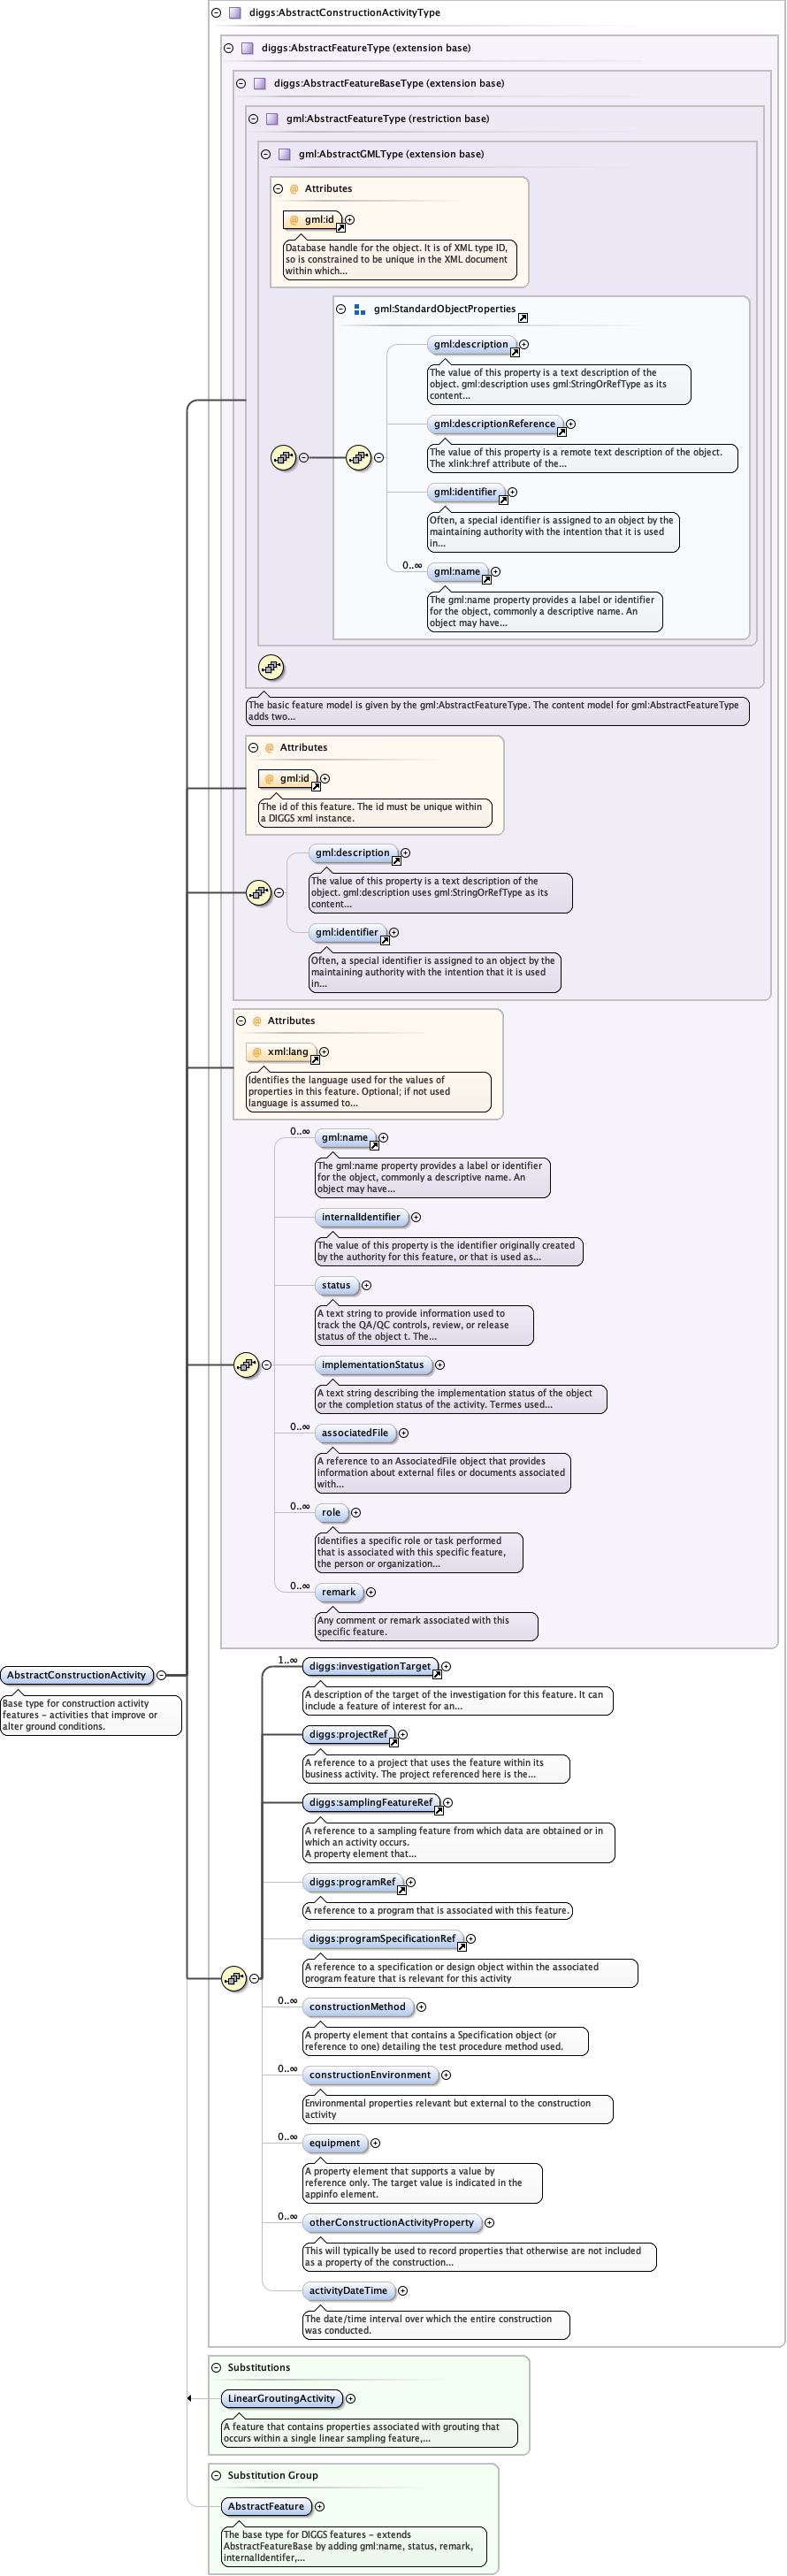 diggs:AbstractConstructionActivityType
diggs:AbstractFeatureType (extension base)
diggs:AbstractFeatureBaseType (extension base)
gml:AbstractFeatureType (restriction base)
gml:AbstractGMLType (extension base)
@ Attributes
@ gml:id
Database handle for the object. It is of XML type ID,
so is constrained to be unique in the XML document
within which...
gml:StandardObjectProperties
gml:description
The value of this property is a text description of the
object. gml:description uses gml:StringOrRefType as its
content...
gml:descriptionReference
The value of this property is a remote text description of the object.
The xlink:href attribute of the...
gml:identifier
Often, a special identifier is assigned to an object by the
maintaining authority with the intention that it is used
in...
0..∞
gml:name
The gml:name property provides a label or identifier
for the object, commonly a descriptive name. An
object may have...
The basic feature model is given by the gml:AbstractFeatureType. The content model for gml:AbstractFeatureType
adds two...
@ Attributes
@ gml:id
The id of this feature. The id must be unique within
a DIGGS xml instance.
gml:description
The value of this property is a text description of the
object. gml:description uses gml:StringOrRefType as its
content...
gml:identifier
Often, a special identifier is assigned to an object by the
maintaining authority with the intention that it is used
in...
@ Attributes
@ xml:lang
Identifies the language used for the values of
properties in this feature. Optional; if not used
language is assumed to...
0..∞
gml:name
The gml:name property provides a label or identifier
for the object, commonly a descriptive name. An
object may have...
internalIdentifier
The value of this property is the identifier originally created
by the authority for this feature, or that is used as...
status
A text string to provide information used to
track the QA/QC controls, review, or release
status of the object t. The...
implementationStatus
A text string describing the implementation status of the object
or the completion status of the activity. Termes used...
0..∞
associatedFile
A reference to an AssociatedFile object that provides
information about external files or documents associated
with...
0..∞
role
Identifies a specific role or task performed
that is associated with this specific feature,
the person or organization...
0..∞
remark
Any comment or remark associated with this
specific feature.
AbstractConstructionActivity
Base type for construction activity
features – activities that improve or
alter ground conditions.
1..∞
diggs:investigationTarget
A description of the target of the investigation for this feature. It can
include a feature of interest for an...
diggs:projectRef
A reference to a project that uses the feature within its
business activity. The project referenced here is the...
diggs:samplingFeatureRef
A reference to a sampling feature from which data are obtained or in
which an activity occurs.
A property element that...
diggs:programRef
A reference to a program that is associated with this feature.
diggs:programSpecificationRef
A reference to a specification or design object within the associated
program feature that is relevant for this activity
0..∞
constructionMethod
A property element that contains a Specification object (or
reference to one) detailing the test procedure method used.
0..∞
constructionEnvironment
Environmental properties relevant but external to the construction
activity
0..∞
equipment
A property element that supports a value by
reference only. The target value is indicated in the
appinfo element.
0..∞
otherConstructionActivityProperty
This will typically be used to record properties that otherwise are not included
as a property of the construction...
activityDateTime
The date/time interval over which the entire construction
was conducted.
Substitutions
LinearGroutingActivity
A feature that contains properties associated with grouting that
occurs within a single linear sampling feature,...
Substitution Group
AbstractFeature
The base type for DIGGS features – extends
AbstractFeatureBase by adding gml:name, status, remark,
internalIdentifer,...